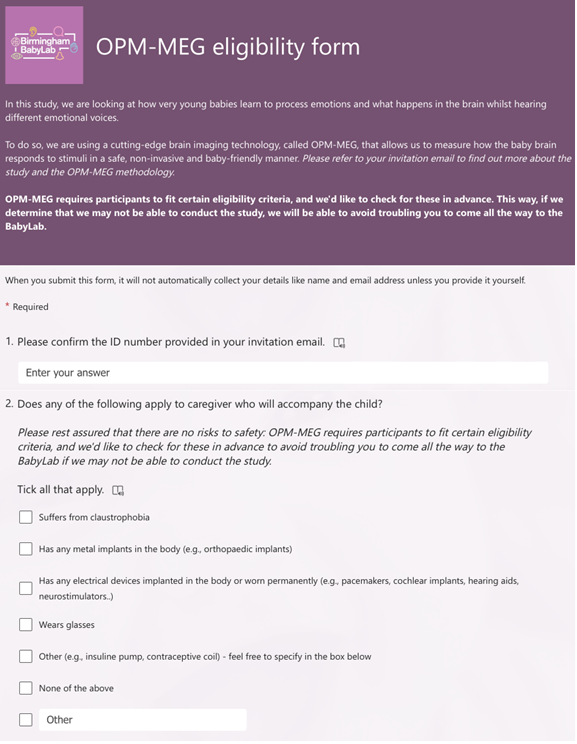 Birmingham
BabyLab
OPM-MEG eligibility form
In this study, we are looking at how very young babies learn to process emotions and what happens in the brain whilst hearing
different emotional voices.
To do so, we are using a cutting-edge brain imaging technology, called OPM-MEG, that allows us to measure how the baby brain
responds to stimuli in a safe, non-invasive and baby-friendly manner. Please refer to your invitation email to find out more about the
study and the OPM-MEG methodology.
OPM-MEG requires participants to fit certain eligibility criteria, and we'd like to check for these in advance. This way, if we
determine that we may not be able to conduct the study, we will be able to avoid troubling you to come all the way to the
BabyLab.
When you submit this form, it will not automatically collect your details like name and email address unless you provide it yourself.
* Required
1. Please confirm the ID number provided in your invitation email.
Enter your answer
2. Does any of the following apply to caregiver who will accompany the child?
Please rest assured that there are no risks to safety: OPM-MEG requires participants to fit certain eligibility
criteria, and we'd like to check for these in advance to avoid troubling you to come all the way to the
BabyLab if we may not be able to conduct the study.
Tick all that apply.
Suffers from claustrophobia
Has any metal implants in the body (e.g., orthopaedic implants)
Has any electrical devices implanted in the body or worn permanently (e.g., pacemakers, cochlear implants, hearing aids,
neurostimulators..)
Wears glasses
Other (e.g., insuline pump, contraceptive coil) - feel free to specify in the box below
None of the above
Other